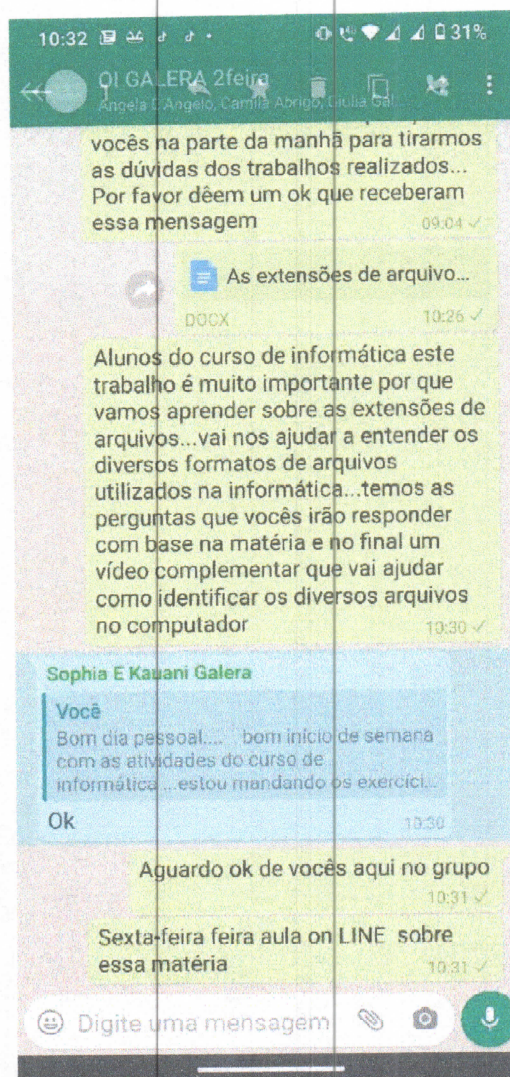 10:32
31%
1
OI GALERA 2feira
Angela D Angelo, Camila Abrigo, Giulia Gal...
vocês na parte da manhã para tirarmos
as dúvidas dos trabalhos realizados...
Por favor dêem um ok que receberam
essa mensagem
09:04
As extensões de arquivo...
DOCX
10:26
Alunos do curso de informática este
trabalho é muito importante por que
vamos aprender sobre as extensões de
arquivos...vai nos ajudar a entender os
diversos formatos de arquivos
utilizados na informática...temos as
perguntas que vocês irão responder
com base na matéria e no final um
vídeo complementar que vai ajudar
como identificar os diversos arquivos
no computador
10:30
Sophia E Kauani Galera
Você
Bom dia pessoal.... bom início de semana
com as atividades do curso de
informática ...estou mandando os exercíci...
Ok
10:30
Aguardo ok de vocês aqui no grupo
10:31
Sexta-feira feira aula on LINE sobre
essa matéria
10:31
Digite uma mensagem